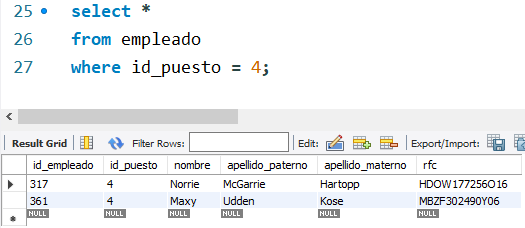 25 select *
26 from empleado
27 where id_puesto = 4;
Result Grid Filter Rows: Edit: Export/Import:
id_empleado id_puesto nombre apellido_paterno apellido_materno rfc
317 4 Norrie McGarrie Hartopp HDOW177256O16
361 4 Maxy Udden Kose MBZF302490Y06
NULL NULL NULL NULL NULL NULL